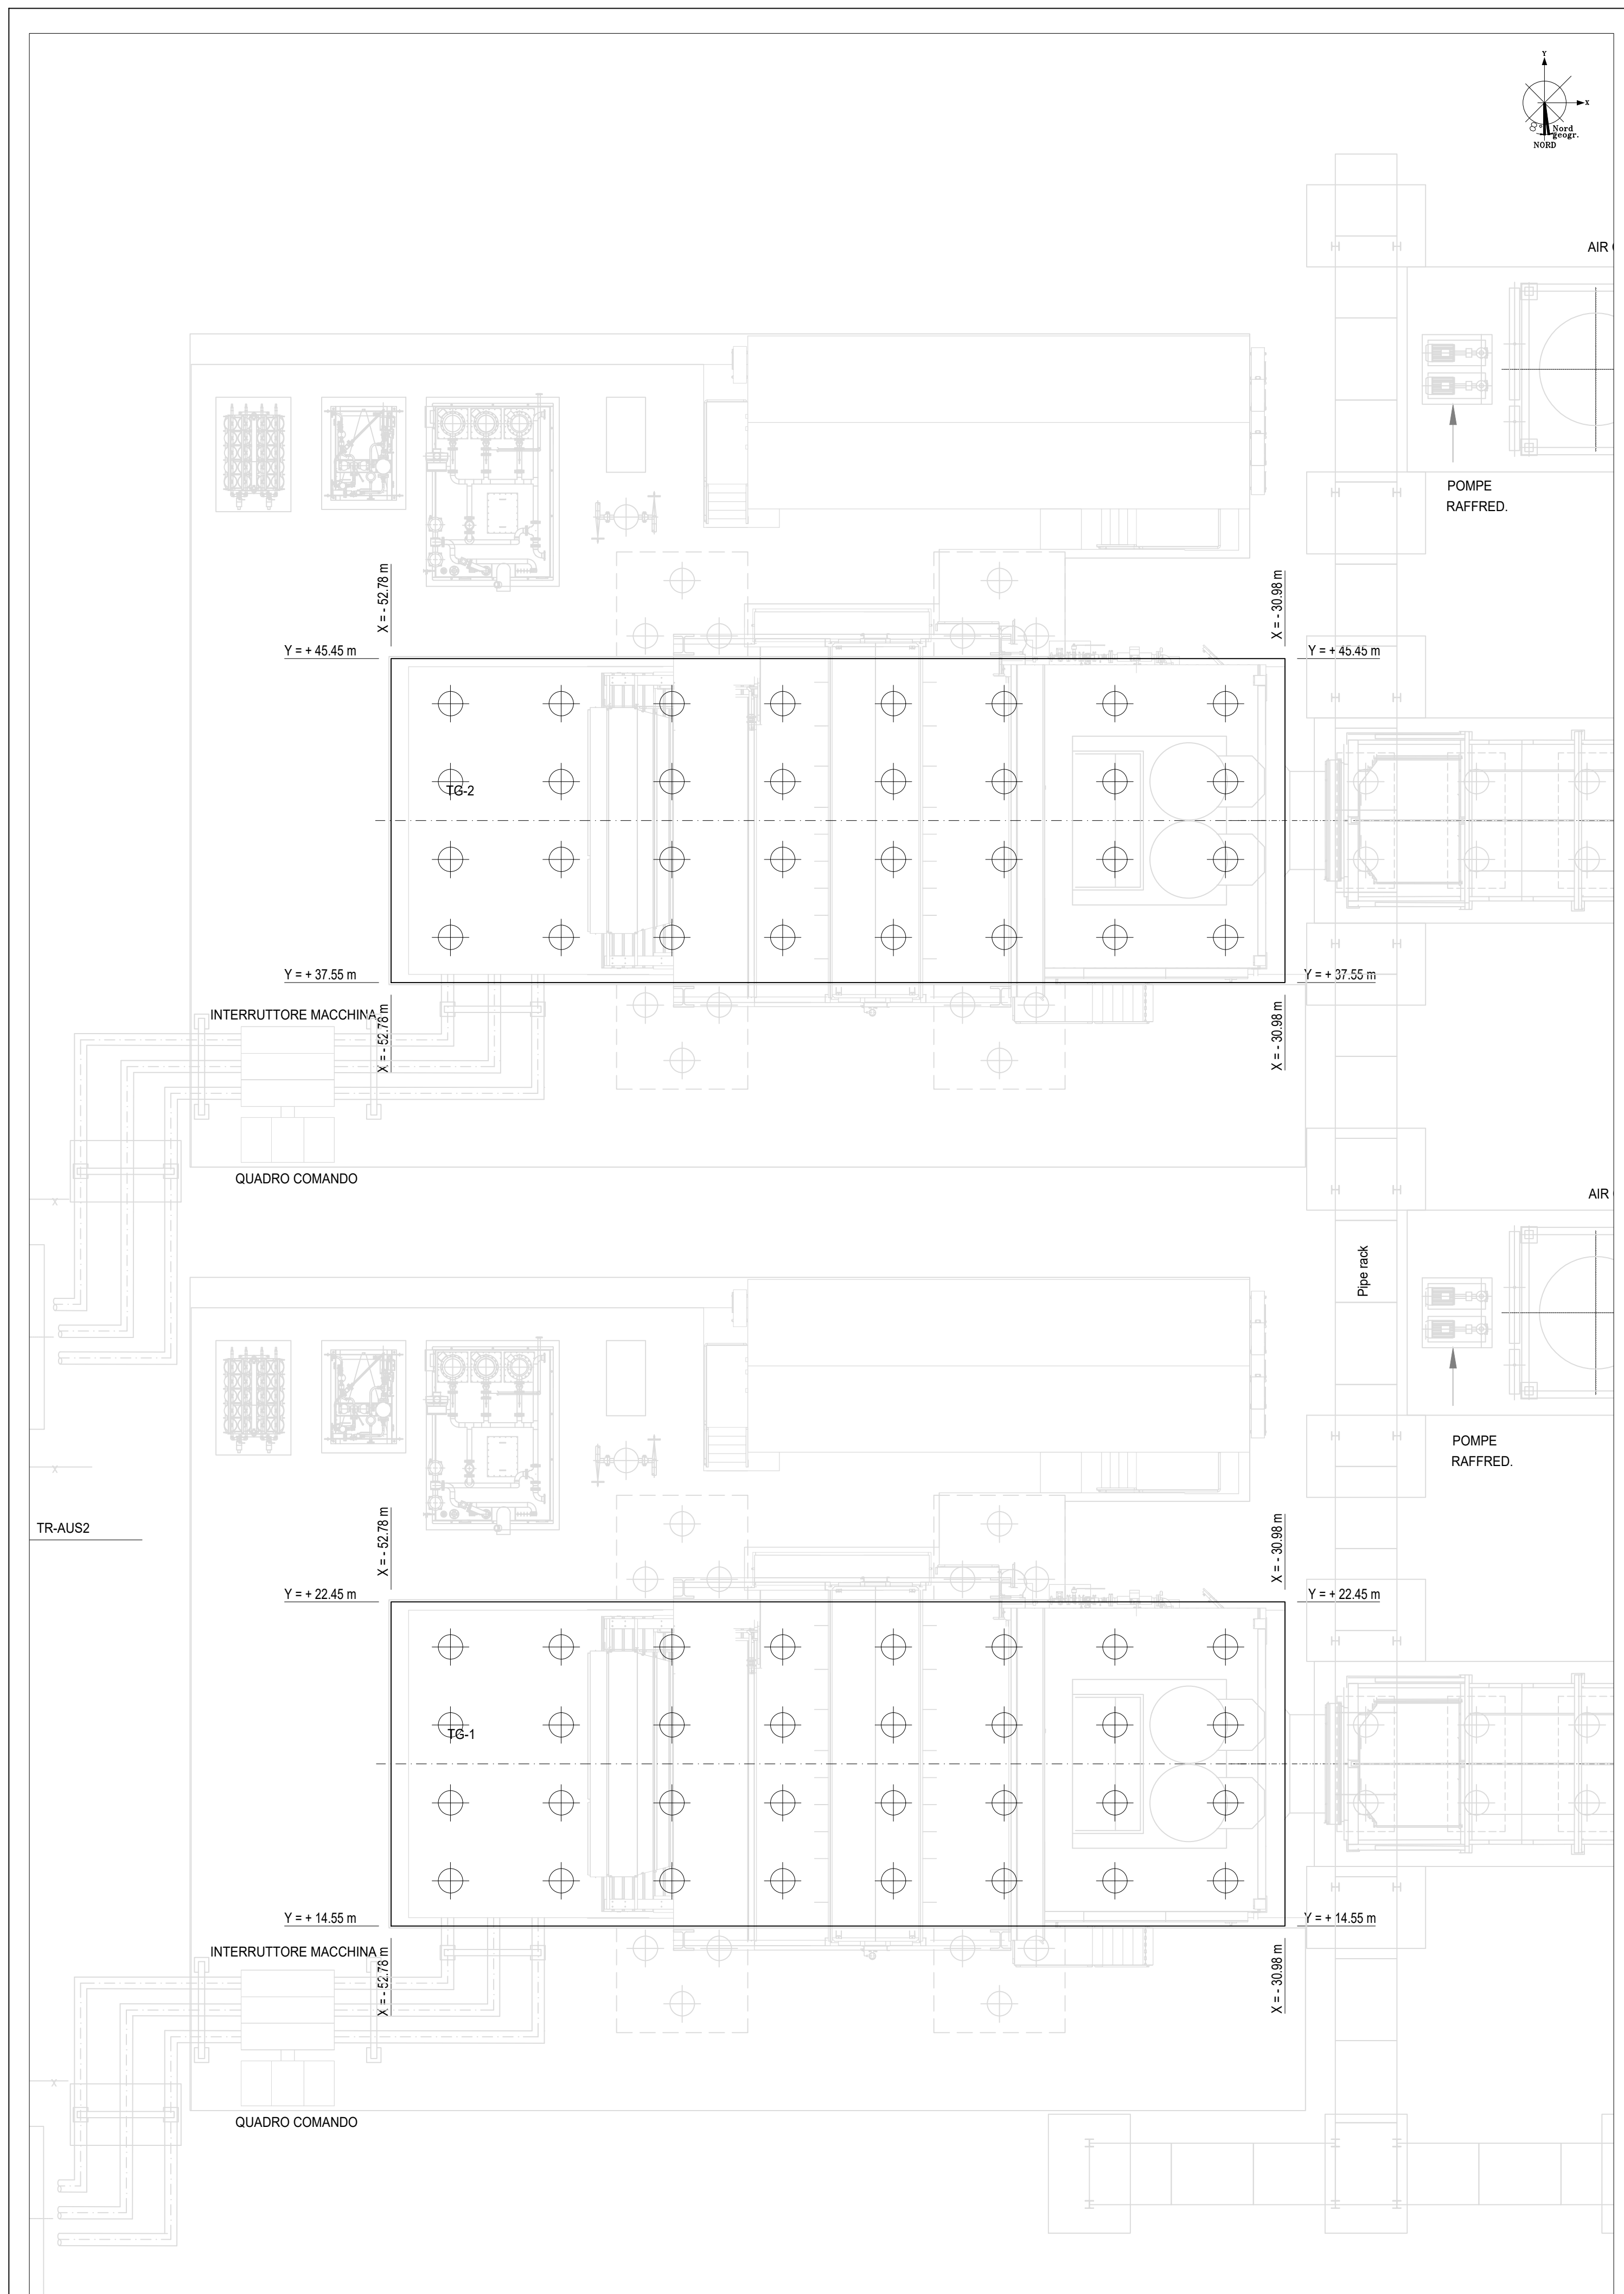 Y
X
Nord
geogr.
NORD
AIR
POMPE
RAFFRED.
X = - 52.78 m
X = - 30.98 m
Y = + 45.45 m
Y = + 45.45 m
TG-2
Y = + 37.55 m
Y = + 37.55 m
INTERRUTTORE MACCHINA
X = - 52.78 m
X = - 30.98 m
QUADRO COMANDO
AIR
Pipe rack
POMPE
RAFFRED.
TR-AUS2
X = - 52.78 m
X = - 30.98 m
Y = + 22.45 m
Y = + 22.45 m
TG-1
Y = + 14.55 m
Y = + 14.55 m
INTERRUTTORE MACCHINA
X = - 52.78 m
X = - 30.98 m
QUADRO COMANDO